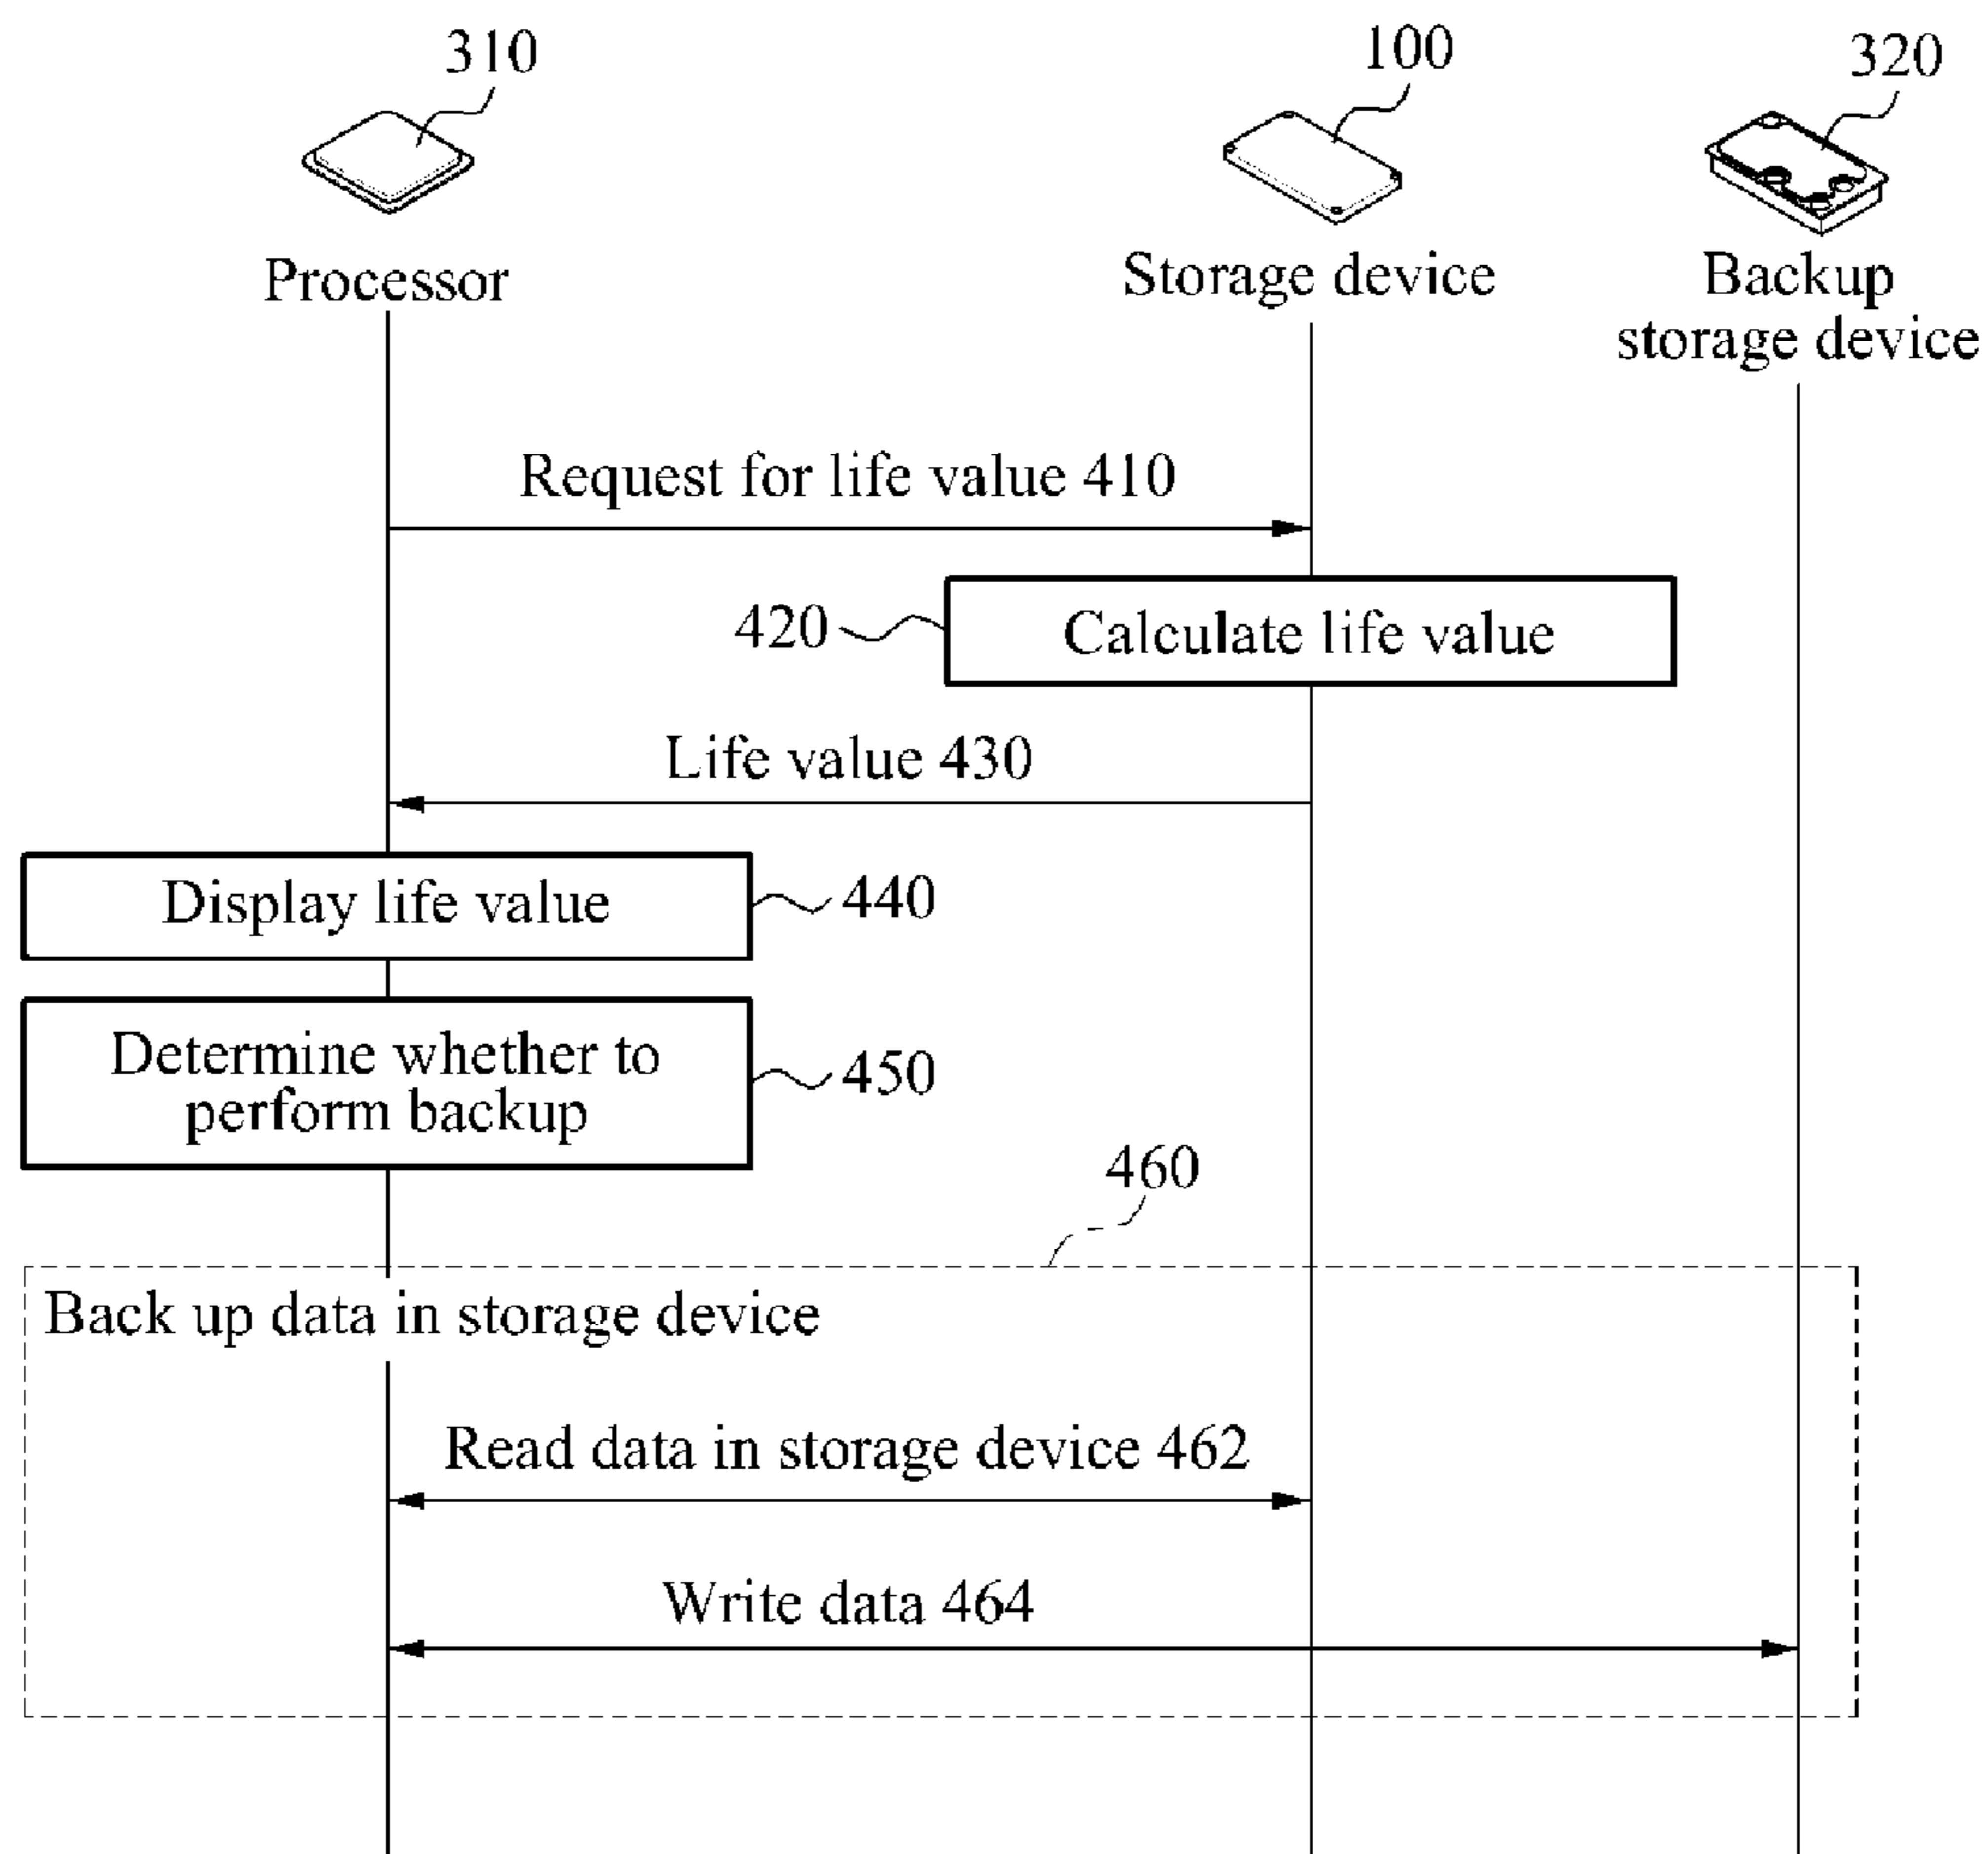 310
100
320
Processor
Storage device
Backup
storage device
Request for life value 410
420
Calculate life value
Life value 430
Display life value
440
Determine whether to
perform backup
450
460
Back up data in storage device
Read data in storage device 462
Write data 464